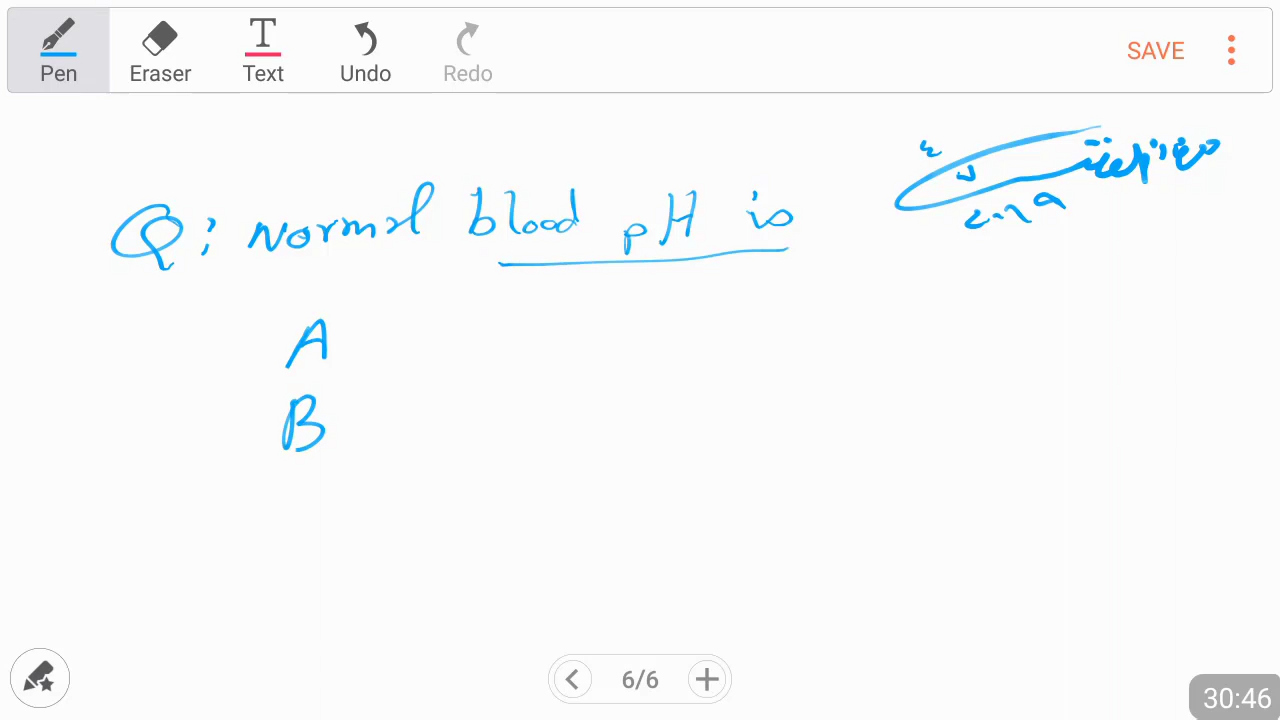 Pen Eraser Text Undo Redo SAVE
Q: Normal blood pH is
A
B
6/6
30:46